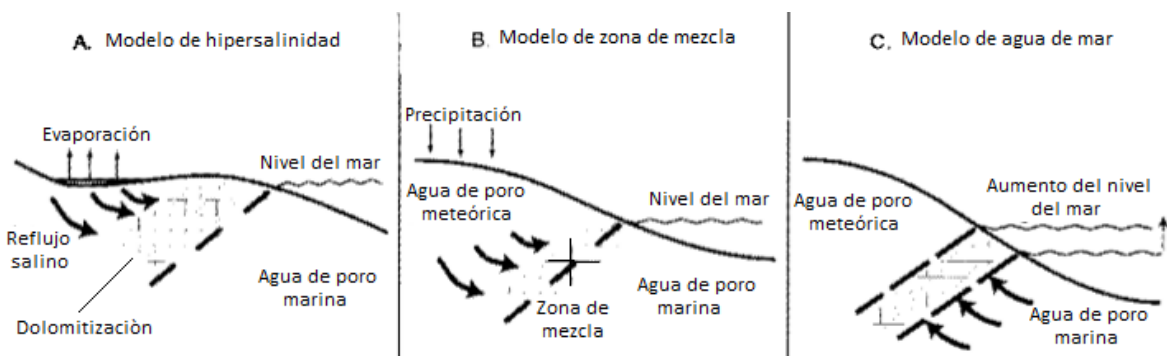 A. Modelo de hipersalinidad
Evaporación
Nivel del mar
Reflujo
salino
Agua de poro
marina
Dolomitizaciòn
B. Modelo de zona de mezcla
Precipitación
Agua de poro
meteórica
Nivel del mar
Zona de
mezcla
Agua de poro
marina
C. Modelo de agua de mar
Agua de poro
meteórica
Aumento del nivel
del mar
Agua de poro
marina